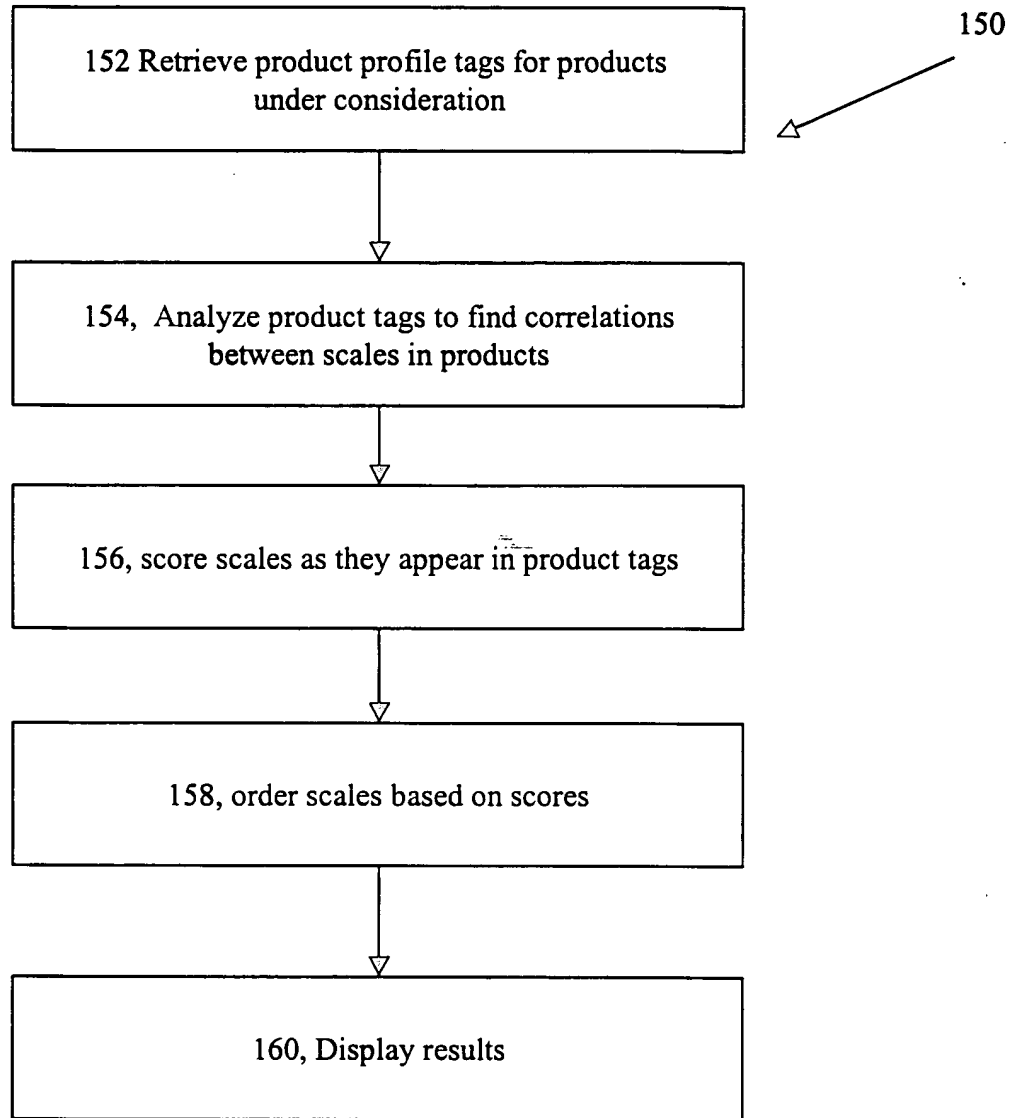 150
152 Retrieve product profile tags for products
under consideration
154, Analyze product tags to find correlations
between scales in products
156, score scales as they appear in product tags
158, order scales based on scores
160, Display results